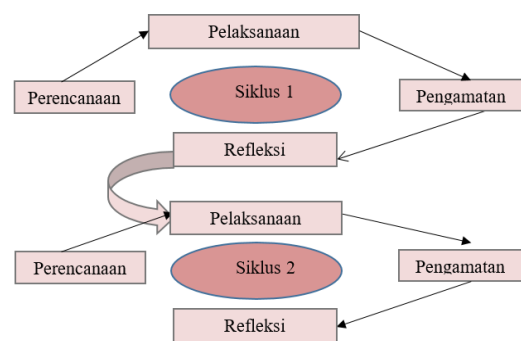 Pelaksanaan
Perencanaan
Siklus 1
Pengamatan
Refleksi
Pelaksanaan
Perencanaan
Siklus 2
Pengamatan
Refleksi